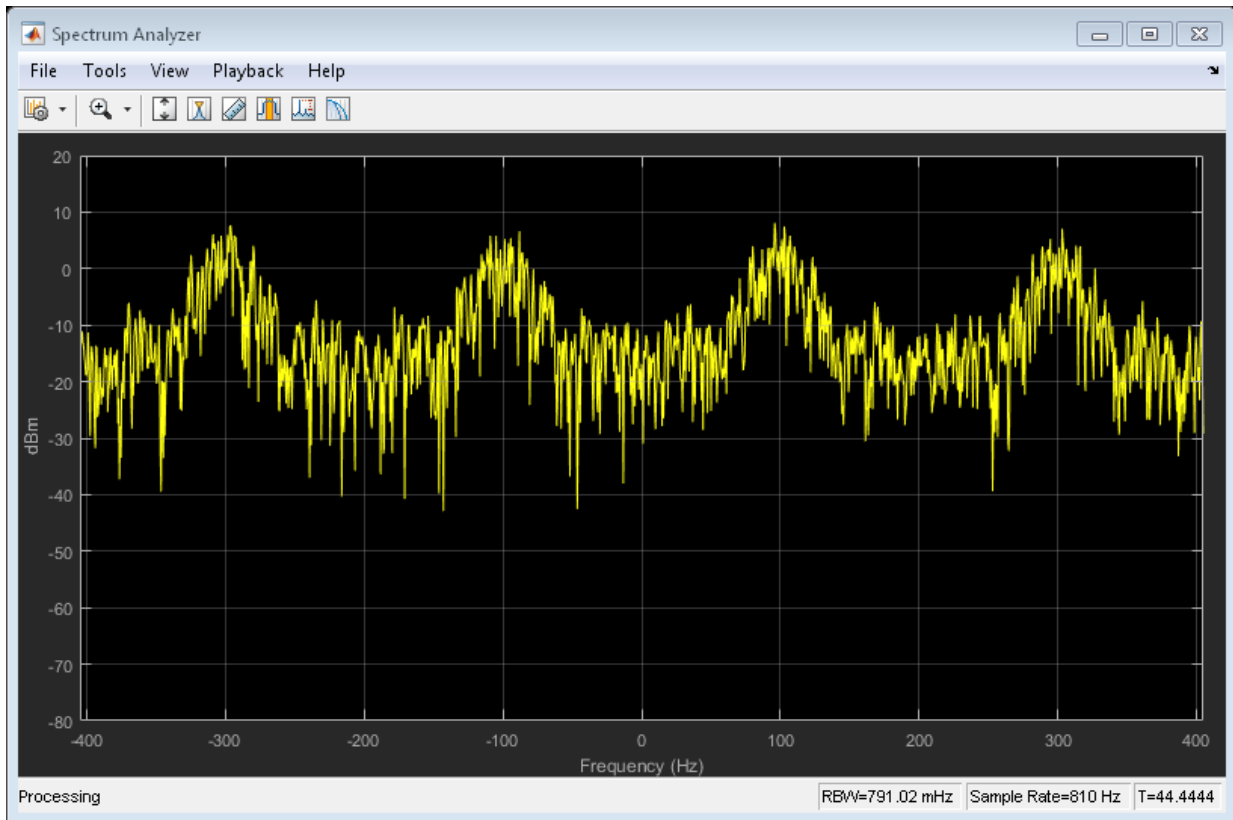 Spectrum Analyzer
File Tools View Playback Help
20
10
0
-10
-20
-30
-40
-50
-60
-70
-80
dBm
-400 -300 -200 -100 0 100 200 300 400
Frequency (Hz)
Processing RBW=791.02 mHz Sample Rate=810 Hz T=44.4444